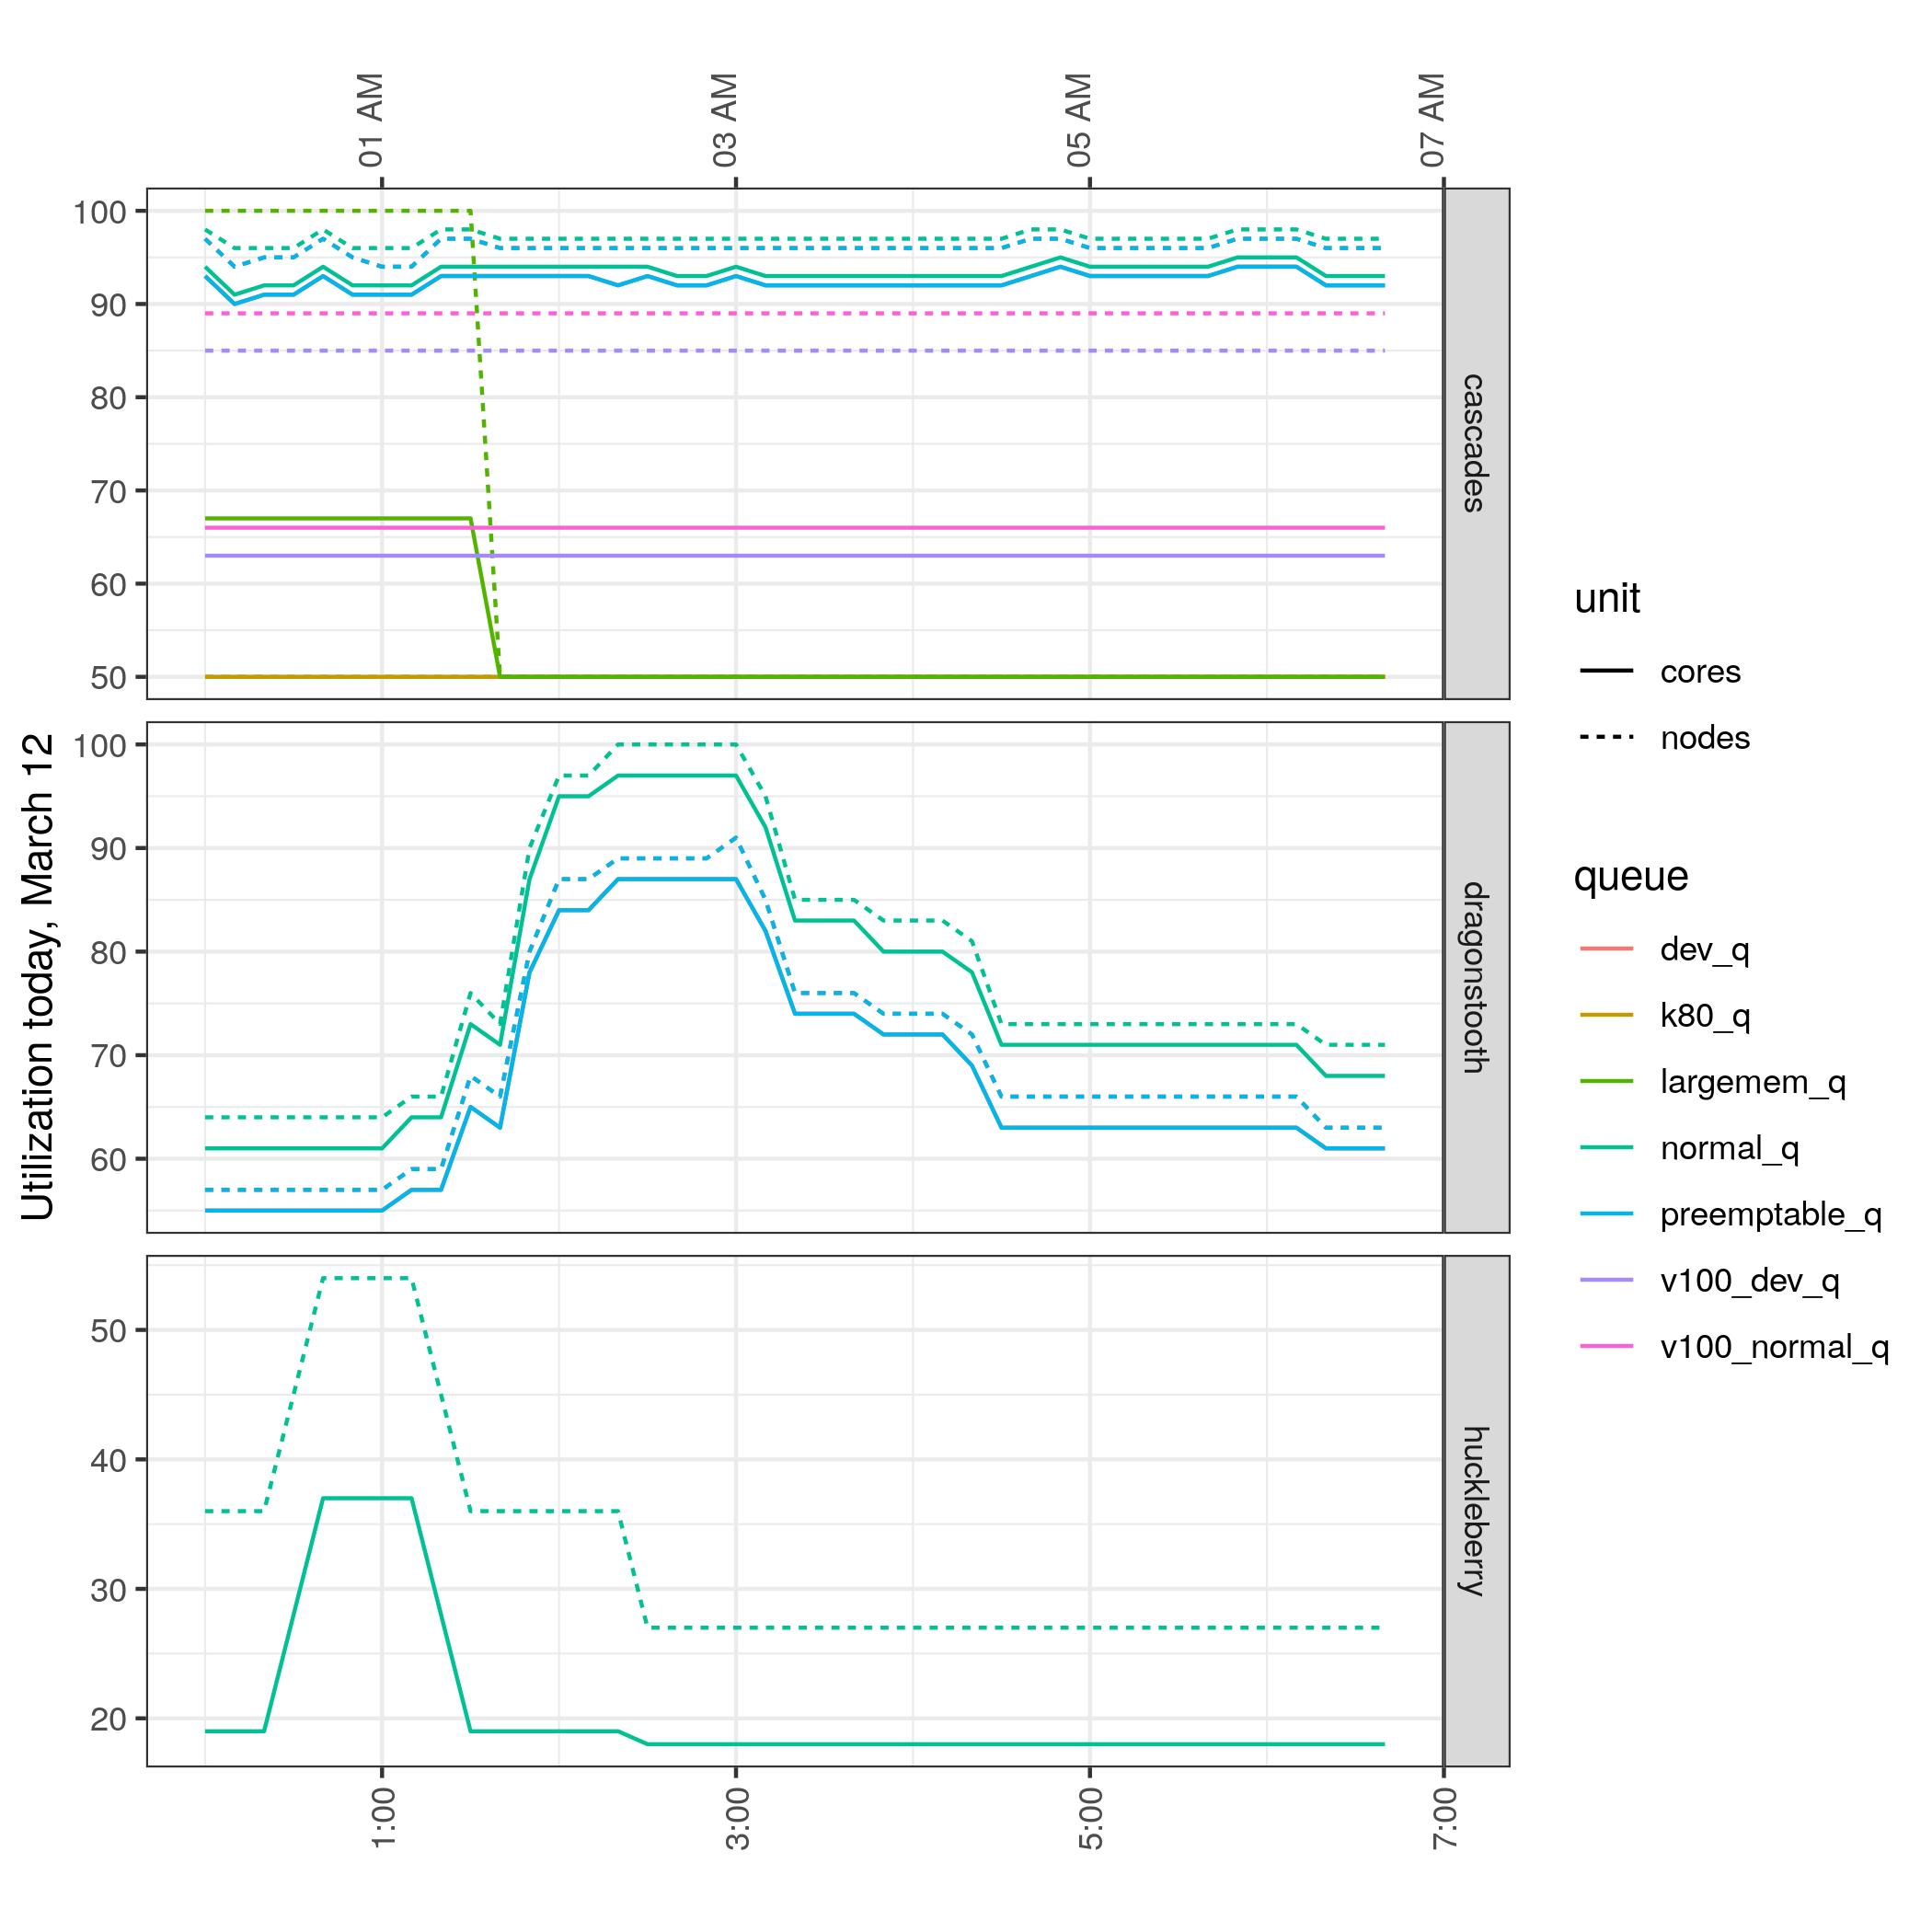 01 AM
03 AM
05 AM
07 AM
Utilization today, March 12
100
90
80
70
60
50
cascades
100
90
80
70
60
dragonstooth
50
40
30
20
huckleberry
1:00
3:00
5:00
7:00
unit
cores
nodes
queue
dev_q
k80_q
largemem_q
normal_q
preemptable_q
v100_dev_q
v100_normal_q